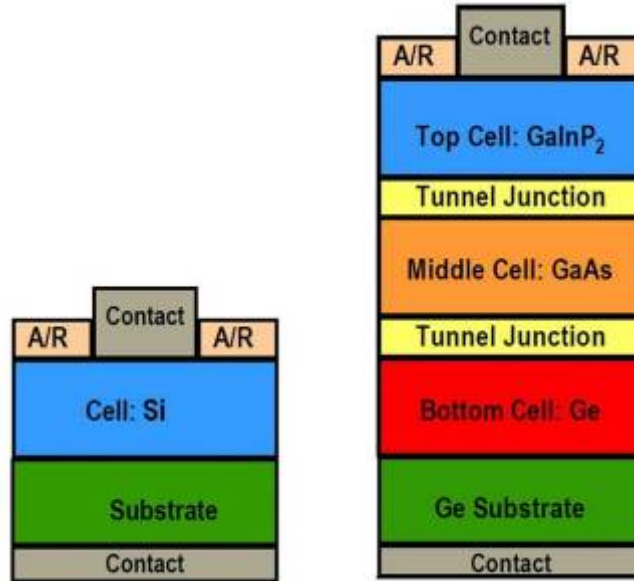 Contact
A/R
A/R
Cell: Si
Substrate
Contact
Contact
A/R
A/R
Top Cell: GaInP₂
Tunnel Junction
Middle Cell: GaAs
Tunnel Junction
Bottom Cell: Ge
Ge Substrate
Contact